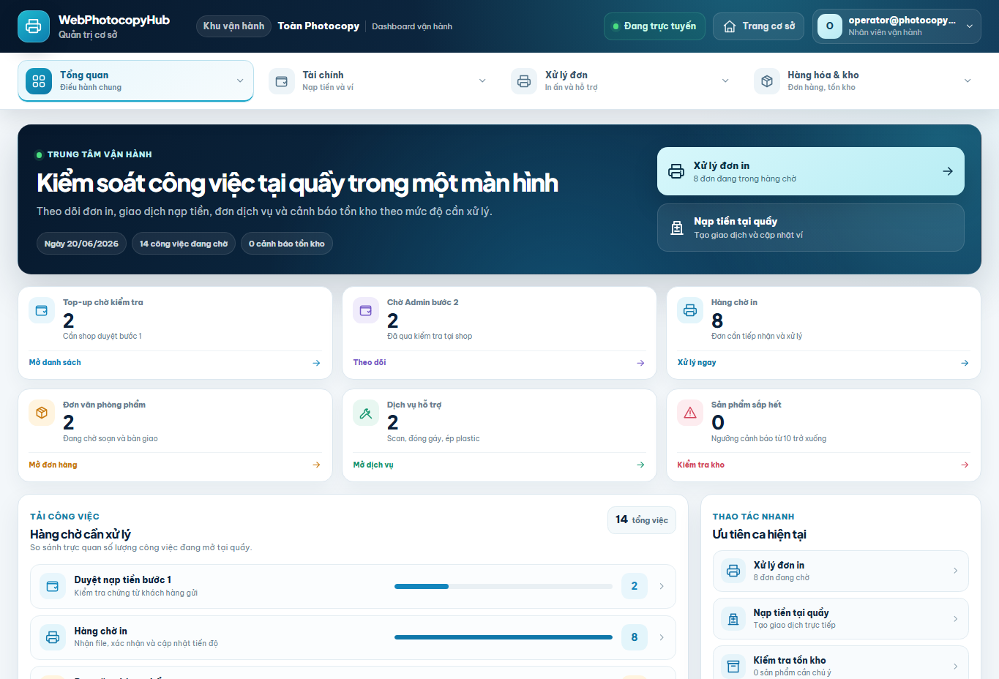 WebPhotocopyHub
Quản trị cơ sở
Khu vận hành
Toàn Photocopy
Dashboard vận hành
Đang trực tuyến
Trang cơ sở
O
operator@photocopy...
Nhân viên vận hành
Tổng quan
Điều hành chung
Tài chính
Nạp tiền và ví
Xử lý đơn
In ấn và hỗ trợ
Hàng hóa & kho
Đơn hàng, tồn kho
TRUNG TÂM VẬN HÀNH
Kiểm soát công việc tại quầy trong một màn hình
Theo dõi đơn in, giao dịch nạp tiền, đơn dịch vụ và cảnh báo tồn kho theo mức độ cần xử lý.
Ngày 20/06/2026
14 công việc đang chờ
0 cảnh báo tồn kho
Xử lý đơn in
8 đơn đang trong hàng chờ
Nạp tiền tại quầy
Tạo giao dịch và cập nhật ví
Top-up chờ kiểm tra
2
Cần shop duyệt bước 1
Mở danh sách
Chờ Admin bước 2
2
Đã qua kiểm tra tại shop
Theo dõi
Hàng chờ in
8
Đơn cần tiếp nhận và xử lý
Xử lý ngay
Đơn văn phòng phẩm
2
Đang chờ soạn và bàn giao
Mở đơn hàng
Dịch vụ hỗ trợ
2
Scan, đóng gáy, ép plastic
Mở dịch vụ
Sản phẩm sắp hết
0
Ngưỡng cảnh báo từ 10 trở xuống
Kiểm tra kho
TẢI CÔNG VIỆC
Hàng chờ cần xử lý
So sánh trực quan số lượng công việc đang mở tại quầy.
14 tổng việc
Duyệt nạp tiền bước 1
Kiểm tra chứng từ khách hàng gửi
2
Hàng chờ in
Nhận file, xác nhận và cập nhật tiến độ
8
THAO TÁC NHANH
Ưu tiên ca hiện tại
Xử lý đơn in
8 đơn đang chờ
Nạp tiền tại quầy
Tạo giao dịch trực tiếp
Kiểm tra tồn kho
0 sản phẩm cần chú ý